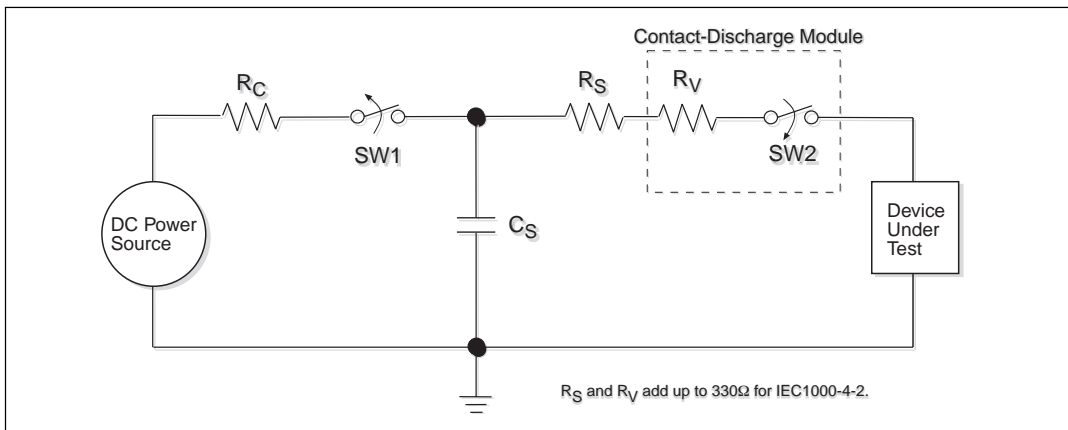 Contact-Discharge Module
RC
RS
RV
SW1
SW2
DC Power
Source
CS
Device
Under
Test
RS and RV add up to 330Ω for IEC1000-4-2.